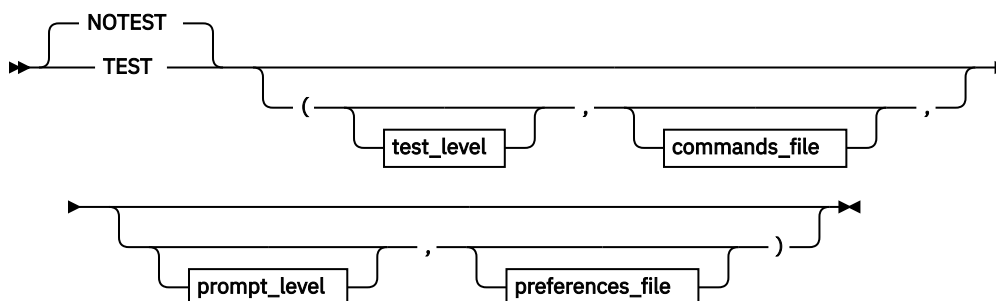 NOTEST
TEST
( , ,
test_level commands_file
, )
prompt_level preferences_file